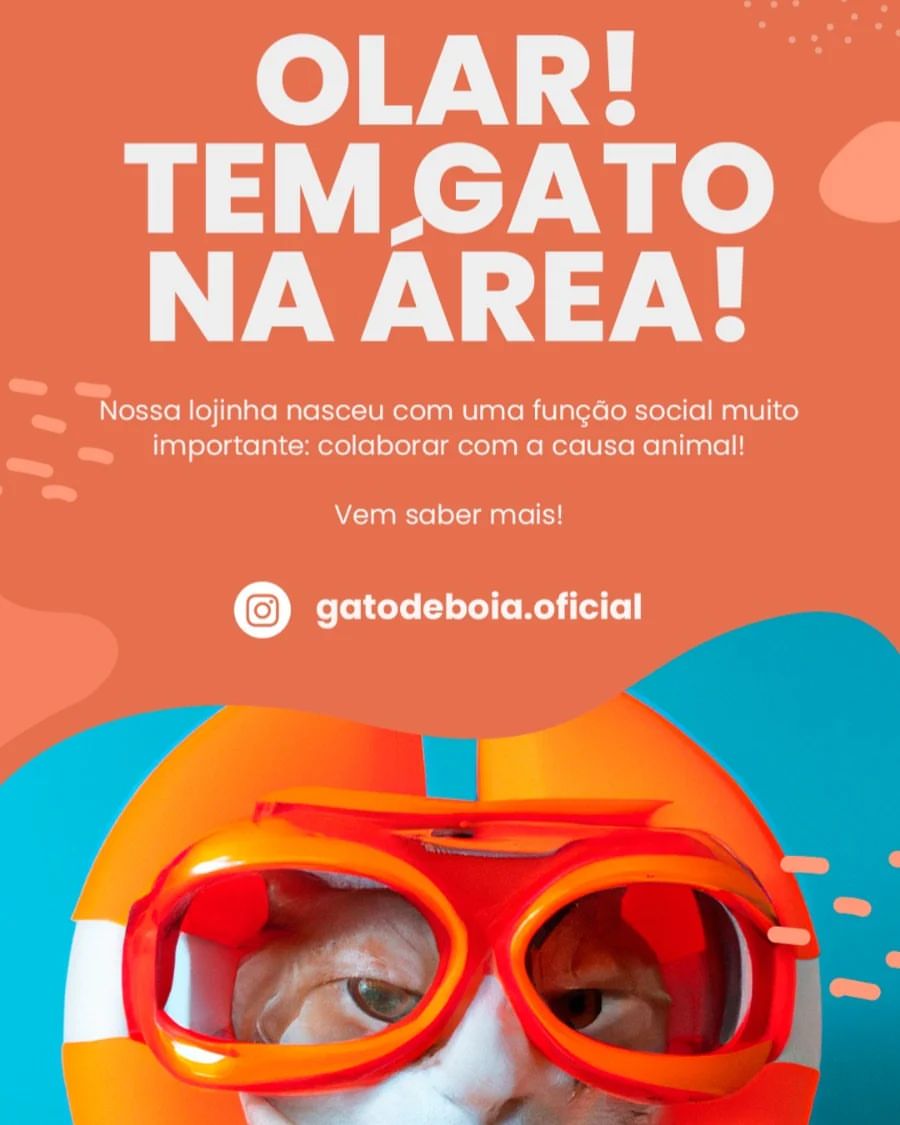 OLAR!
TEM GATO
NA ÁREA!
Nossa lojinha nasceu com uma função social muito
importante: colaborar com a causa animal!
Vem saber mais!
gatodeboia.oficial